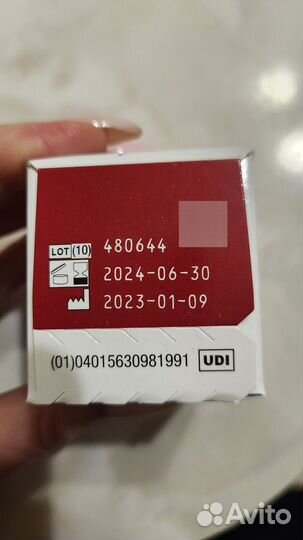 LOT (10) 480644
2024-06-30
2023-01-09
(01)04015630981991 UDI
Avito